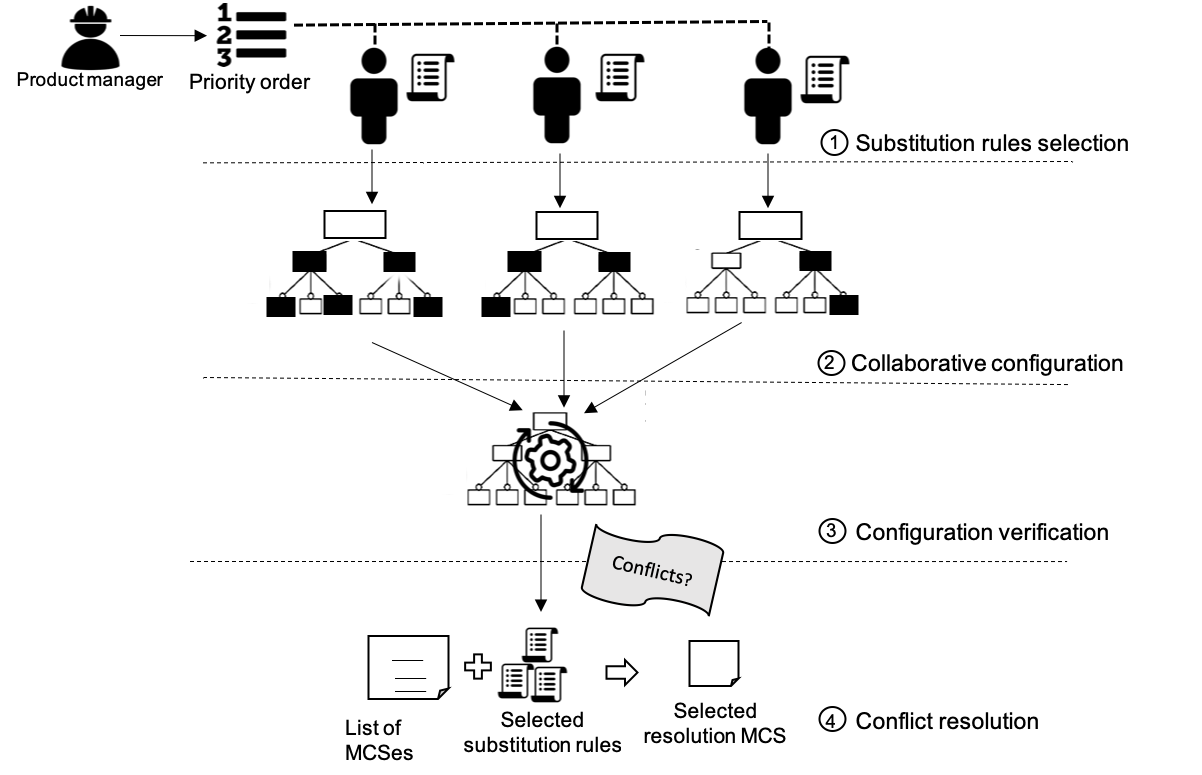 1
2
3
Product manager
Priority order
1 Substitution rules selection
2 Collaborative configuration
3 Configuration verification
Conflicts?
List of
MCSes
Selected
substitution rules
Selected
resolution MCS
4 Conflict resolution